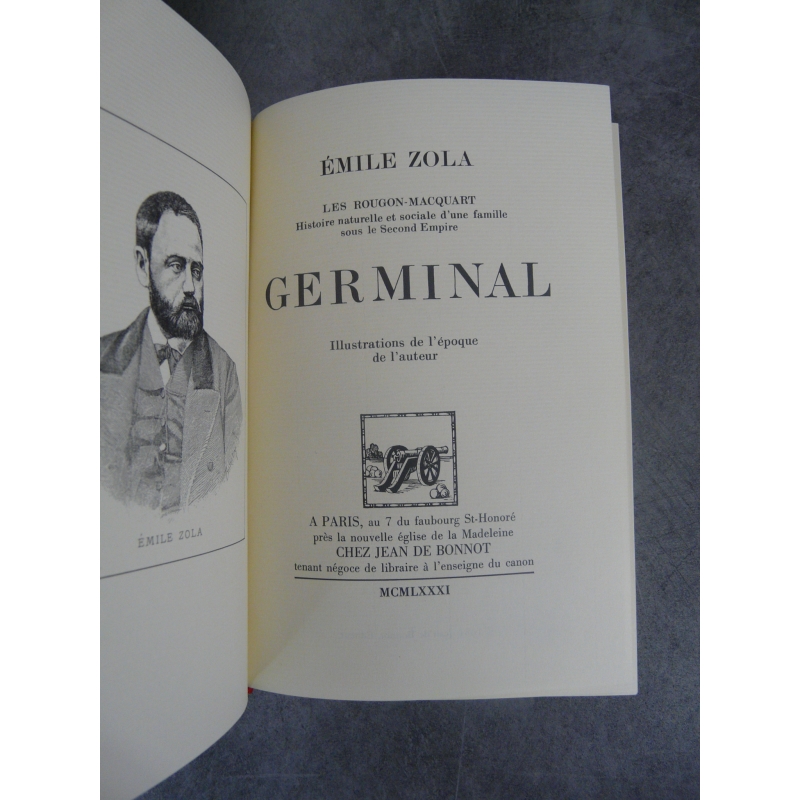 ÉMILE ZOLA
ÉMILE ZOLA
LES ROUGON-MACQUART
Histoire naturelle et sociale d'une famille
sous le Second Empire
GERMINAL
Illustrations de l'époque
de l'auteur
A PARIS, au 7 du faubourg St-Honoré
près la nouvelle église de la Madeleine
CHEZ JEAN DE BONNOT
tenant négoce de libraire à l'enseigne du canon
MCMLXXXI